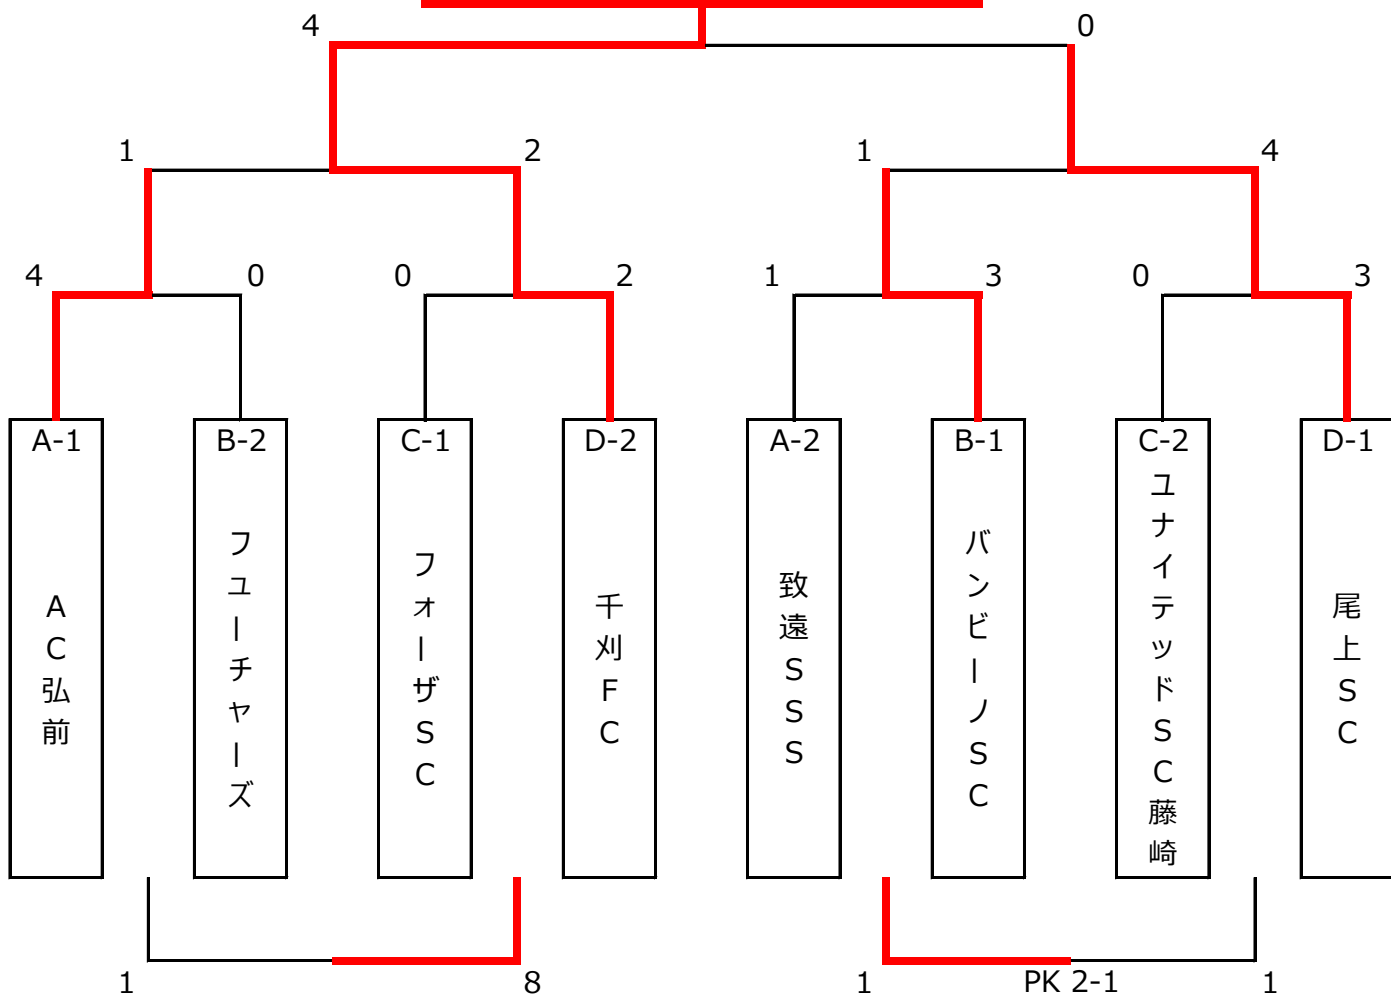 4 0
1 2 1 4
4 0 0 2 1 3 0 3
A-1 B-2 C-1 D-2 A-2 B-1 C-2 D-1
AC弘前
フューチャーズ
フォーザSC
千刈FC
致遠SSS
バンビーノSC
ユナイテッドSC藤崎
尾上SC
1 8 1 PK 2-1 1